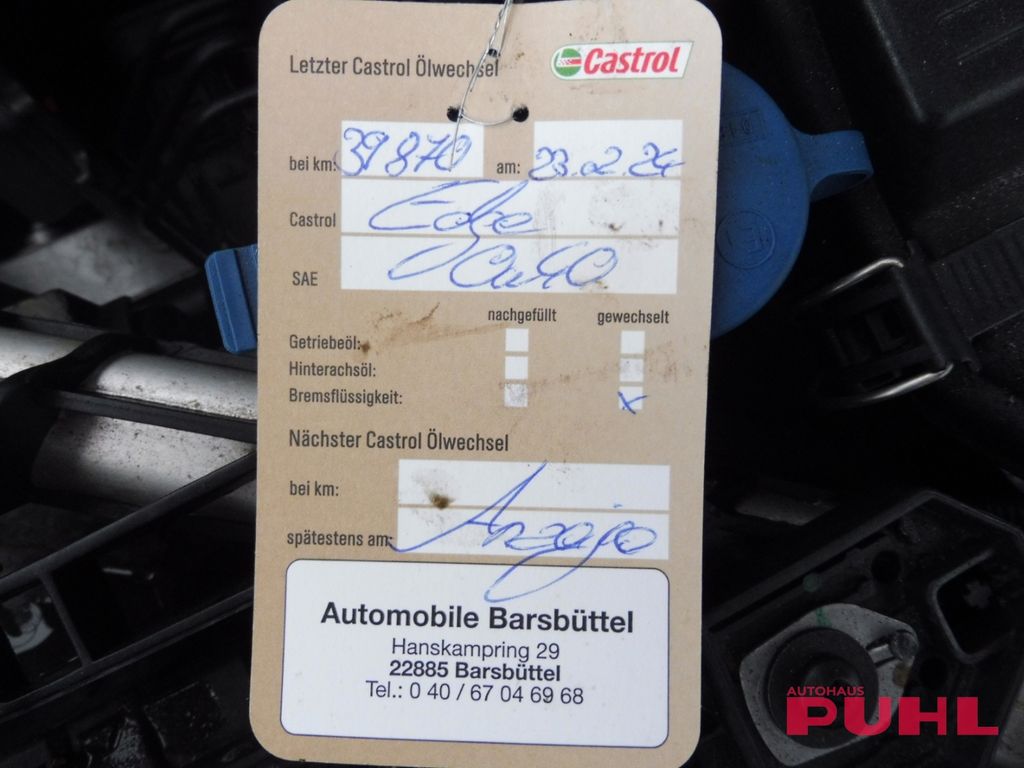 Letzter Castrol Ölwechsel
Castrol
bei km: 39870 am: 23.02.24
Castrol Edge
SAE 0w40
nachgefüllt gewechselt
Getriebeöl:
Hinterachsöl:
Bremsflüssigkeit: x
Nächster Castrol Ölwechsel
bei km:
spätestens am: Anzeige
Automobile Barsbüttel
Hanskampring 29
22885 Barsbüttel
Tel.: 0 40 / 67 04 69 68
AUTOHAUS
PUHL